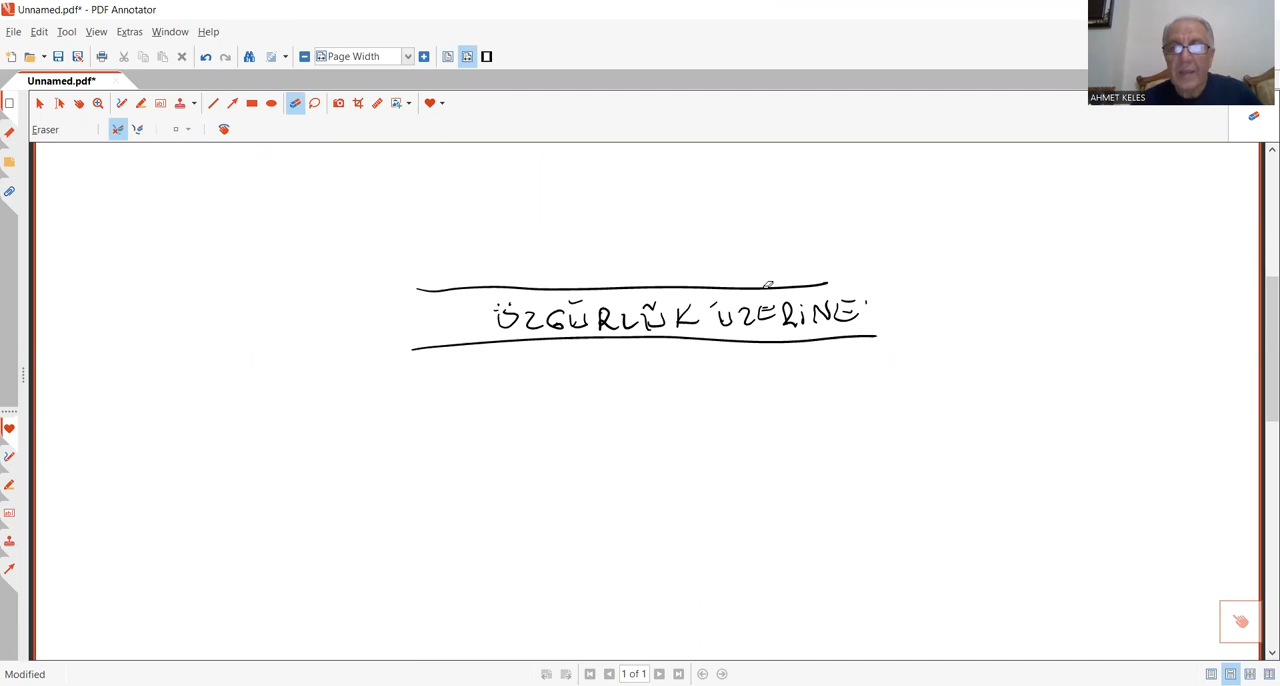 Unnamed.pdf* - PDF Annotator
File Edit Tool View Extras Window Help
Page Width
Unnamed.pdf*
Eraser
AHMET KELES
ÖZGÜRLÜK ÜZERİNE
1 of 1
Modified